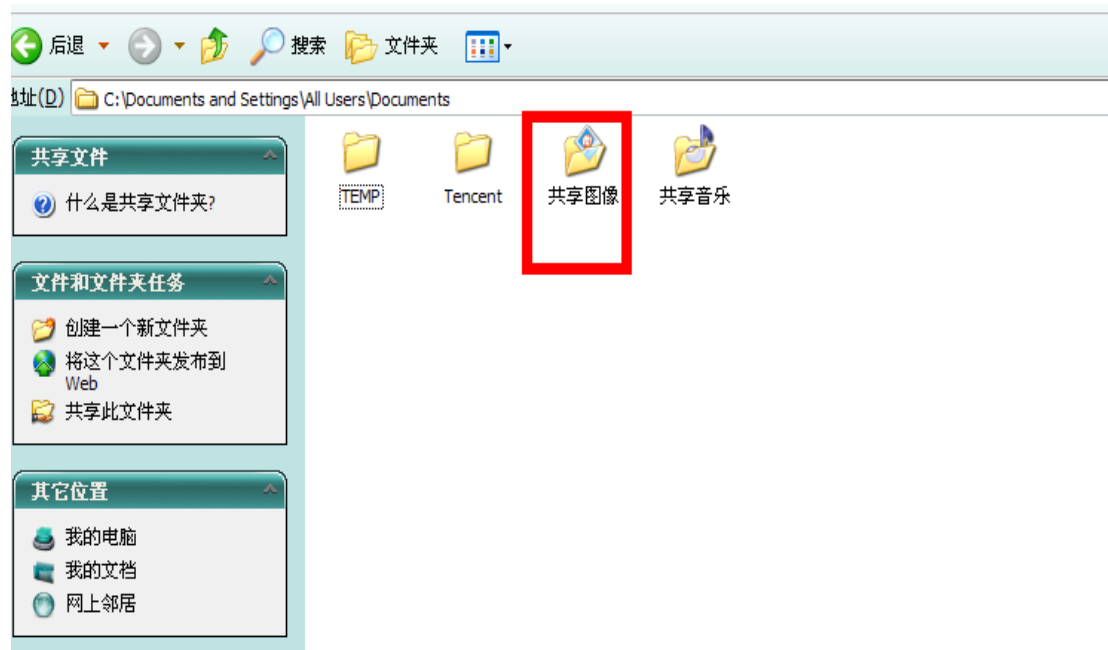 后退 搜索 文件夹
地址(D) C:\Documents and Settings\All Users\Documents
共享文件
什么是共享文件夹?
文件和文件夹任务
创建一个新文件夹
将这个文件夹发布到
Web
共享此文件夹
其它位置
我的电脑
我的文档
网上邻居
TEMP Tencent 共享图像 共享音乐